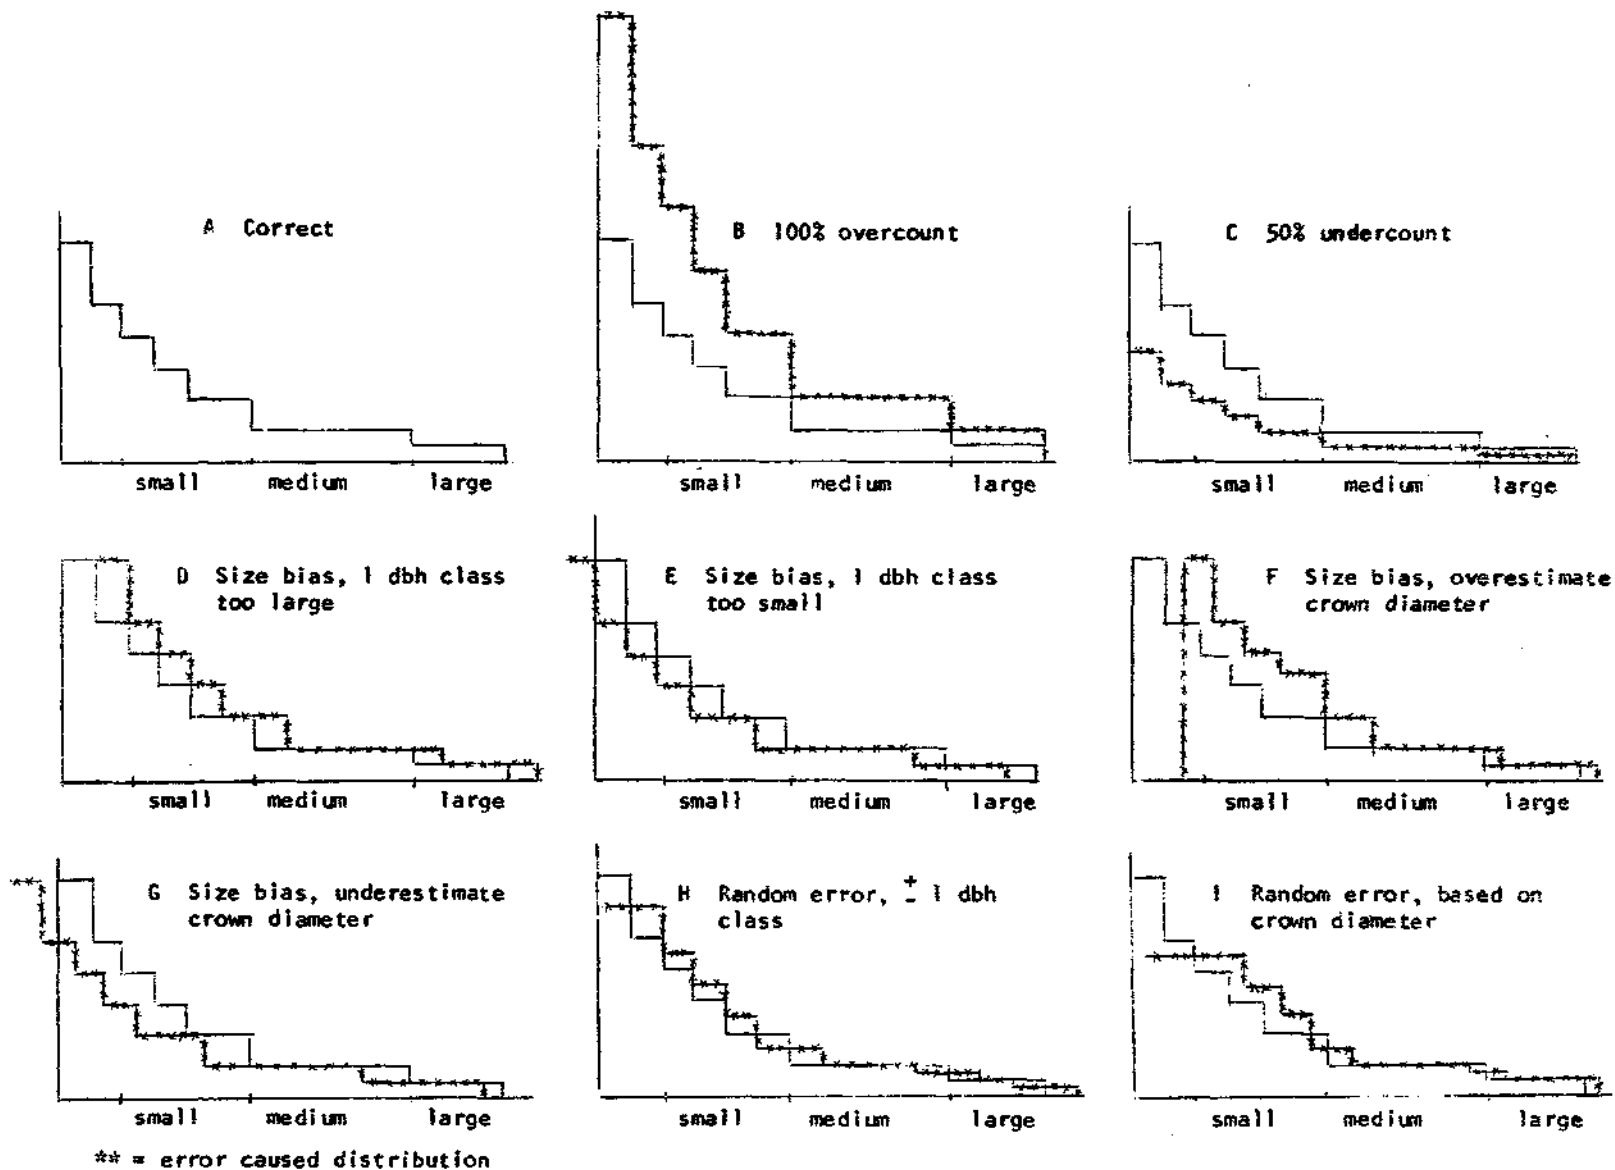 A Correct
B 100% overcount
C 50% undercount
small medium large
small medium large
small medium large
D Size bias, 1 dbh class
too large
E Size bias, 1 dbh class
too small
F Size bias, overestimate
crown diameter
small medium large
small medium large
small medium large
G Size bias, underestimate
crown diameter
H Random error, ± 1 dbh
class
I Random error, based on
crown diameter
small medium large
small medium large
small medium large
** = error caused distribution